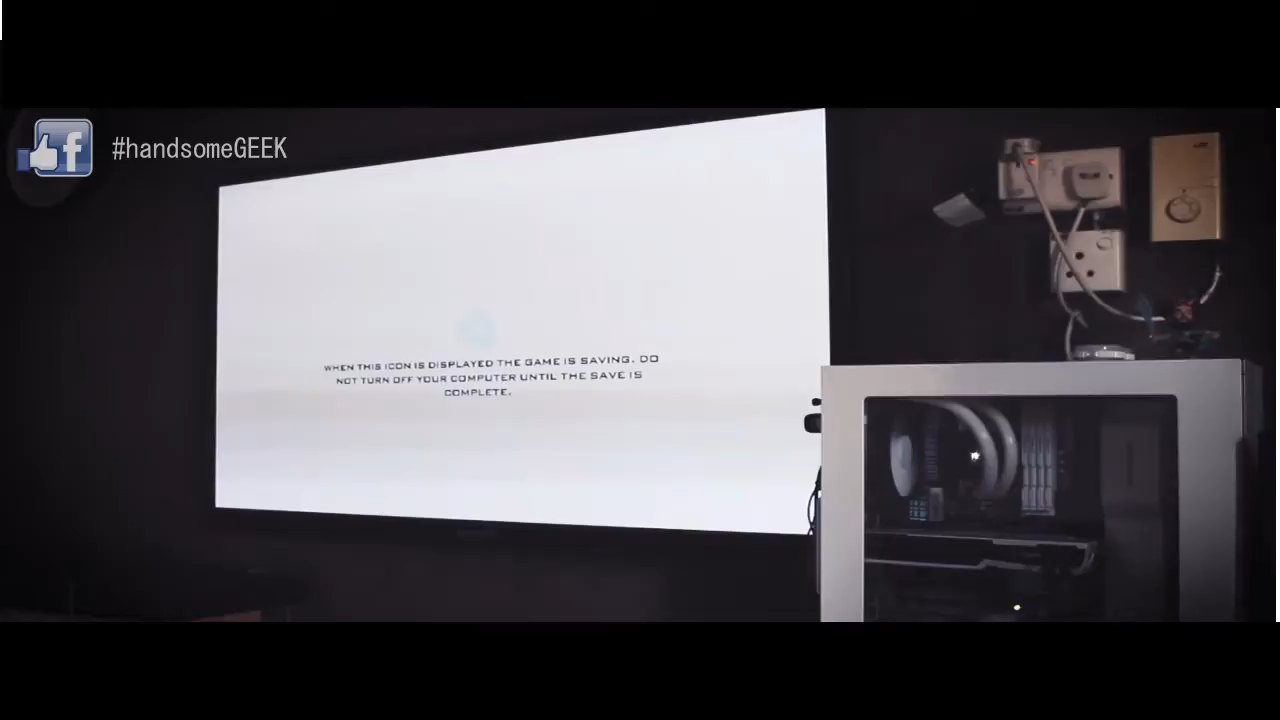 #handsomeGEEK
WHEN THIS ICON IS DISPLAYED THE GAME IS SAVING. DO
NOT TURN OFF YOUR COMPUTER UNTIL THE SAVE IS
COMPLETE.